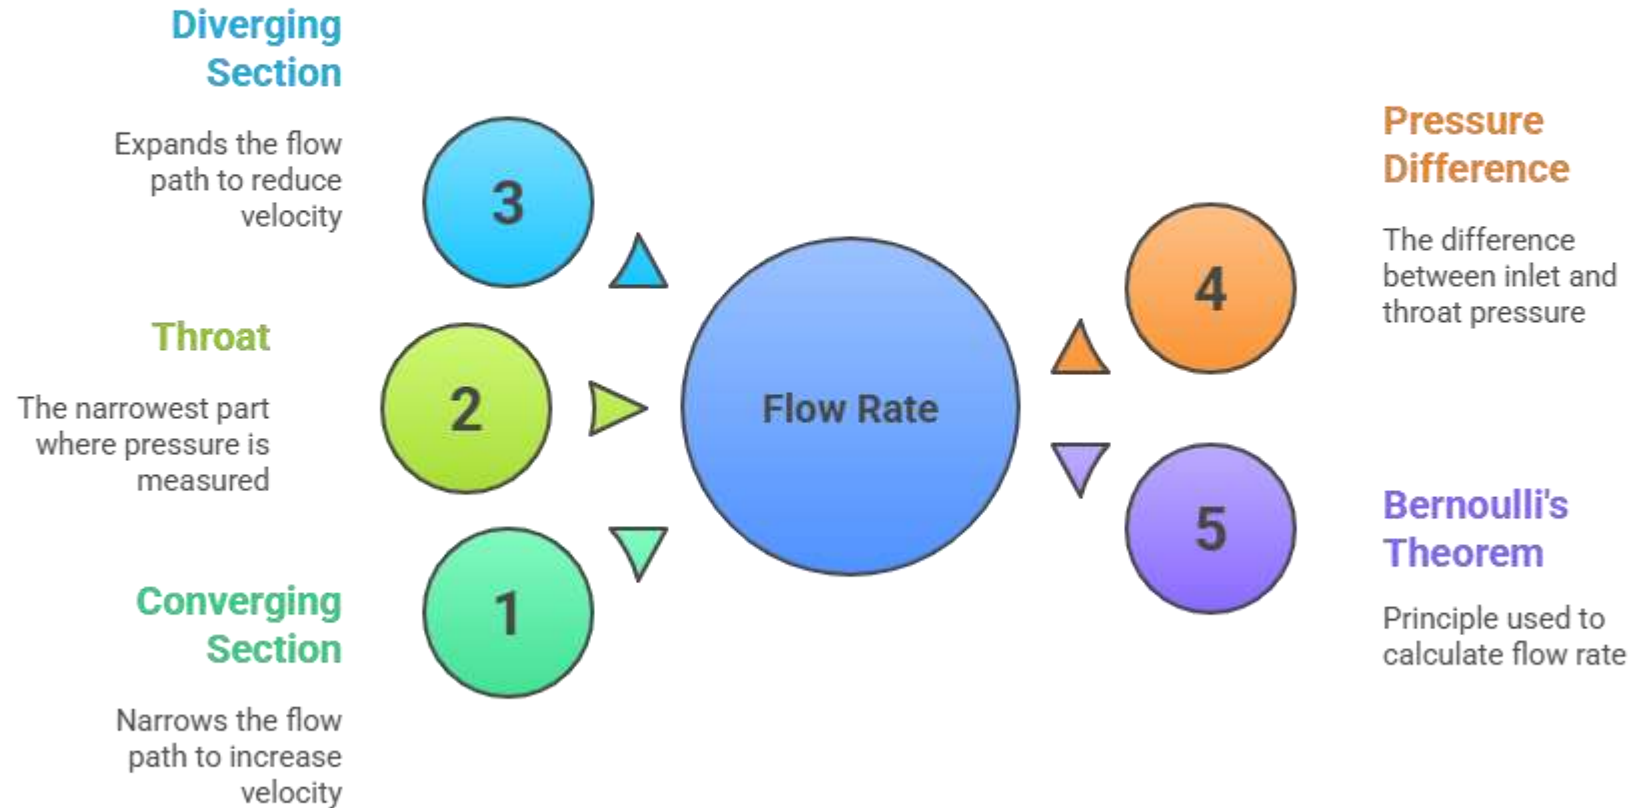 Diverging
Section
Expands the flow
path to reduce
velocity
3
Throat
The narrowest part
where pressure is
measured
2
Converging
Section
Narrows the flow
path to increase
velocity
1
Flow Rate
Pressure
Difference
The difference
between inlet and
throat pressure
4
Bernoulli's
Theorem
Principle used to
calculate flow rate
5